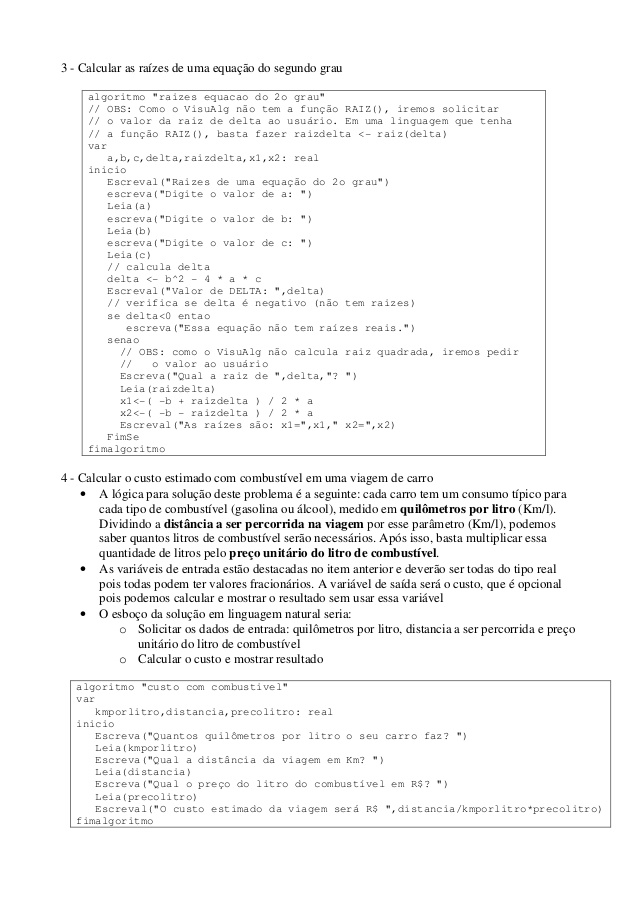 3 - Calcular as raízes de uma equação do segundo grau
algoritmo "raizes equacao do 2o grau"
// OBS: Como o VisuAlg não tem a função RAIZ(), iremos solicitar
// o valor da raiz de delta ao usuário. Em uma linguagem que tenha
// a função RAIZ(), basta fazer raizdelta <- raiz(delta)
var
a,b,c,delta,raizdelta,x1,x2: real
inicio
Escreval("Raizes de uma equação do 2o grau")
escreva("Digite o valor de a: ")
Leia(a)
escreva("Digite o valor de b: ")
Leia(b)
escreva("Digite o valor de c: ")
Leia(c)
// calcula delta
delta <- b^2 - 4 * a * c
Escreval("Valor de DELTA: ",delta)
// verifica se delta é negativo (não tem raízes)
se delta<0 entao
escreva("Essa equação não tem raizes reais.")
senao
// OBS: como o VisuAlg não calcula raiz quadrada, iremos pedir
// o valor ao usuário
Escreva("Qual a raiz de ",delta,"? ")
Leia(raizdelta)
x1<-( -b + raizdelta ) / 2 * a
x2<-( -b - raizdelta ) / 2 * a
Escreval("As raízes são: x1=",x1," x2=",x2)
FimSe
fimalgoritmo
4 - Calcular o custo estimado com combustível em uma viagem de carro
• A lógica para solução deste problema é a seguinte: cada carro tem um consumo típico para
cada tipo de combustível (gasolina ou álcool), medido em quilômetros por litro (Km/l).
Dividindo a distância a ser percorrida na viagem por esse parâmetro (Km/l), podemos
saber quantos litros de combustível serão necessários. Após isso, basta multiplicar essa
quantidade de litros pelo preço unitário do litro de combustível.
• As variáveis de entrada estão destacadas no item anterior e deverão ser todas do tipo real
pois todas podem ter valores fracionários. A variável de saída será o custo, que é opcional
pois podemos calcular e mostrar o resultado sem usar essa variável
• O esboço da solução em linguagem natural seria:
o Solicitar os dados de entrada: quilômetros por litro, distancia a ser percorrida e preço
unitário do litro de combustível
o Calcular o custo e mostrar resultado
algoritmo "custo com combustivel"
var
kmporlitro,distancia,precolitro: real
inicio
Escreva("Quantos quilômetros por litro o seu carro faz? ")
Leia(kmporlitro)
Escreva("Qual a distância da viagem em Km? ")
Leia(distancia)
Escreva("Qual o preço do litro do combustível em R$? ")
Leia(precolitro)
Escreval("O custo estimado da viagem será R$ ",distancia/kmporlitro*precolitro)
fimalgoritmo